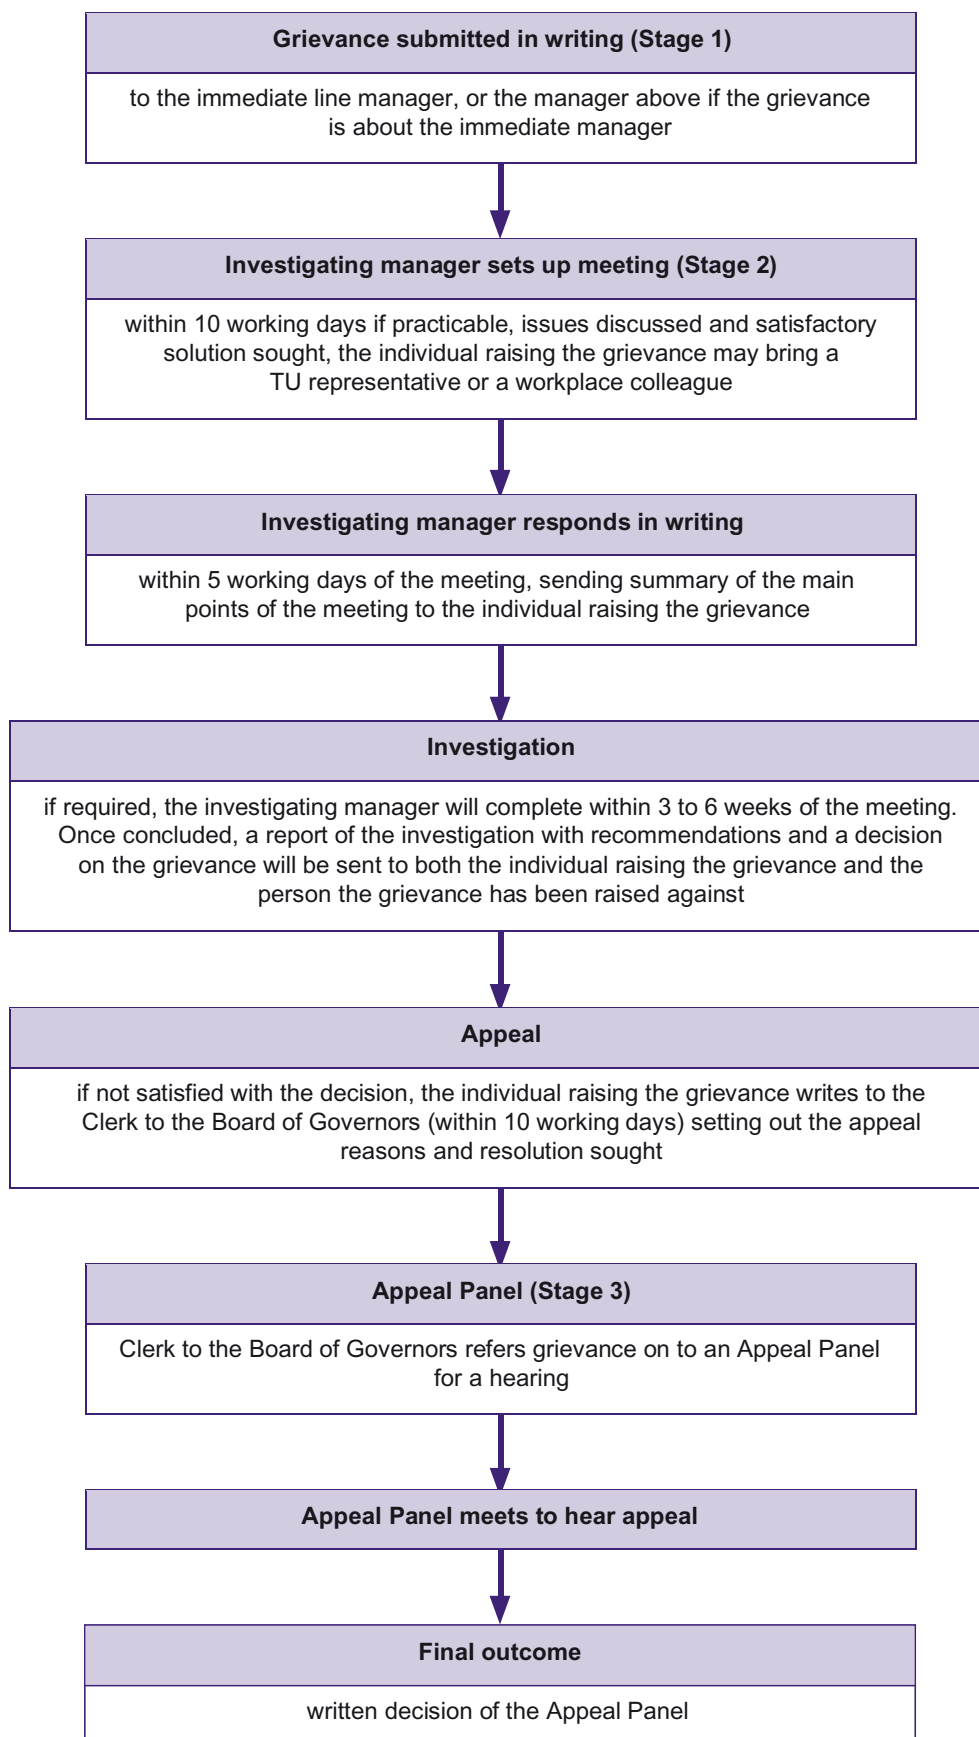 Grievance submitted in writing (Stage 1)
to the immediate line manager, or the manager above if the grievance
is about the immediate manager
Investigating manager sets up meeting (Stage 2)
within 10 working days if practicable, issues discussed and satisfactory
solution sought, the individual raising the grievance may bring a
TU representative or a workplace colleague
Investigating manager responds in writing
within 5 working days of the meeting, sending summary of the main
points of the meeting to the individual raising the grievance
Investigation
if required, the investigating manager will complete within 3 to 6 weeks of the meeting.
Once concluded, a report of the investigation with recommendations and a decision
on the grievance will be sent to both the individual raising the grievance and the
person the grievance has been raised against
Appeal
if not satisfied with the decision, the individual raising the grievance writes to the
Clerk to the Board of Governors (within 10 working days) setting out the appeal
reasons and resolution sought
Appeal Panel (Stage 3)
Clerk to the Board of Governors refers grievance on to an Appeal Panel
for a hearing
Appeal Panel meets to hear appeal
Final outcome
written decision of the Appeal Panel